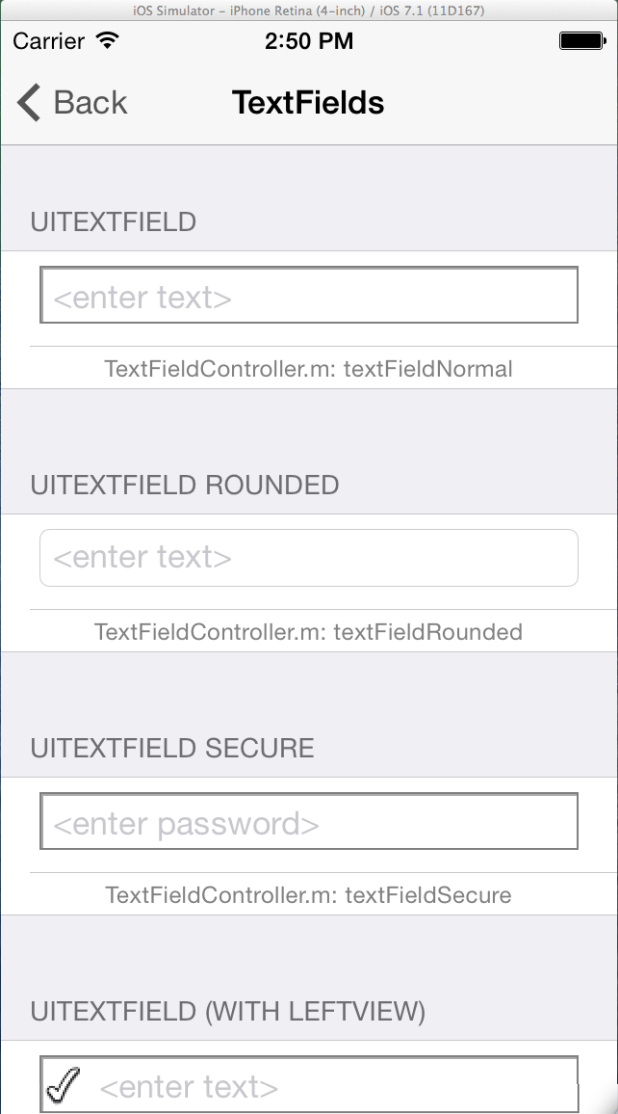 iOS Simulator – iPhone Retina (4-inch) / iOS 7.1 (11D167)
Carrier 2:50 PM
Back TextFields
UITEXTFIELD
<enter text>
TextFieldController.m: textFieldNormal
UITEXTFIELD ROUNDED
<enter text>
TextFieldController.m: textFieldRounded
UITEXTFIELD SECURE
<enter password>
TextFieldController.m: textFieldSecure
UITEXTFIELD (WITH LEFTVIEW)
<enter text>